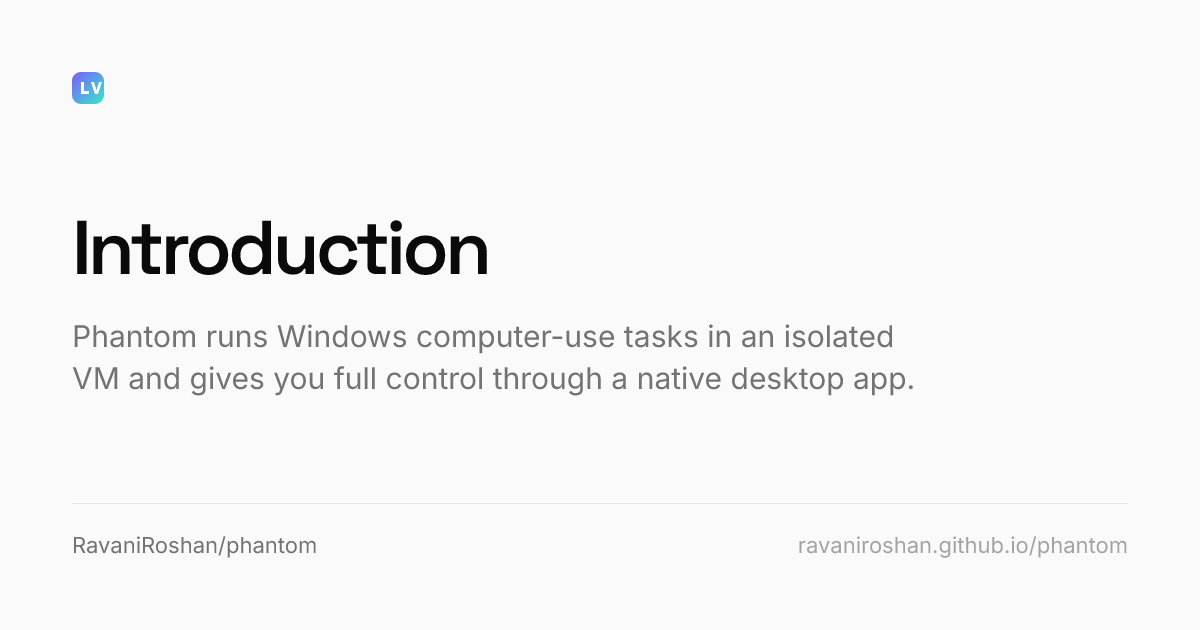 LV
Introduction
Phantom runs Windows computer-use tasks in an isolated
VM and gives you full control through a native desktop app.
RavaniRoshan/phantom
ravaniroshan.github.io/phantom